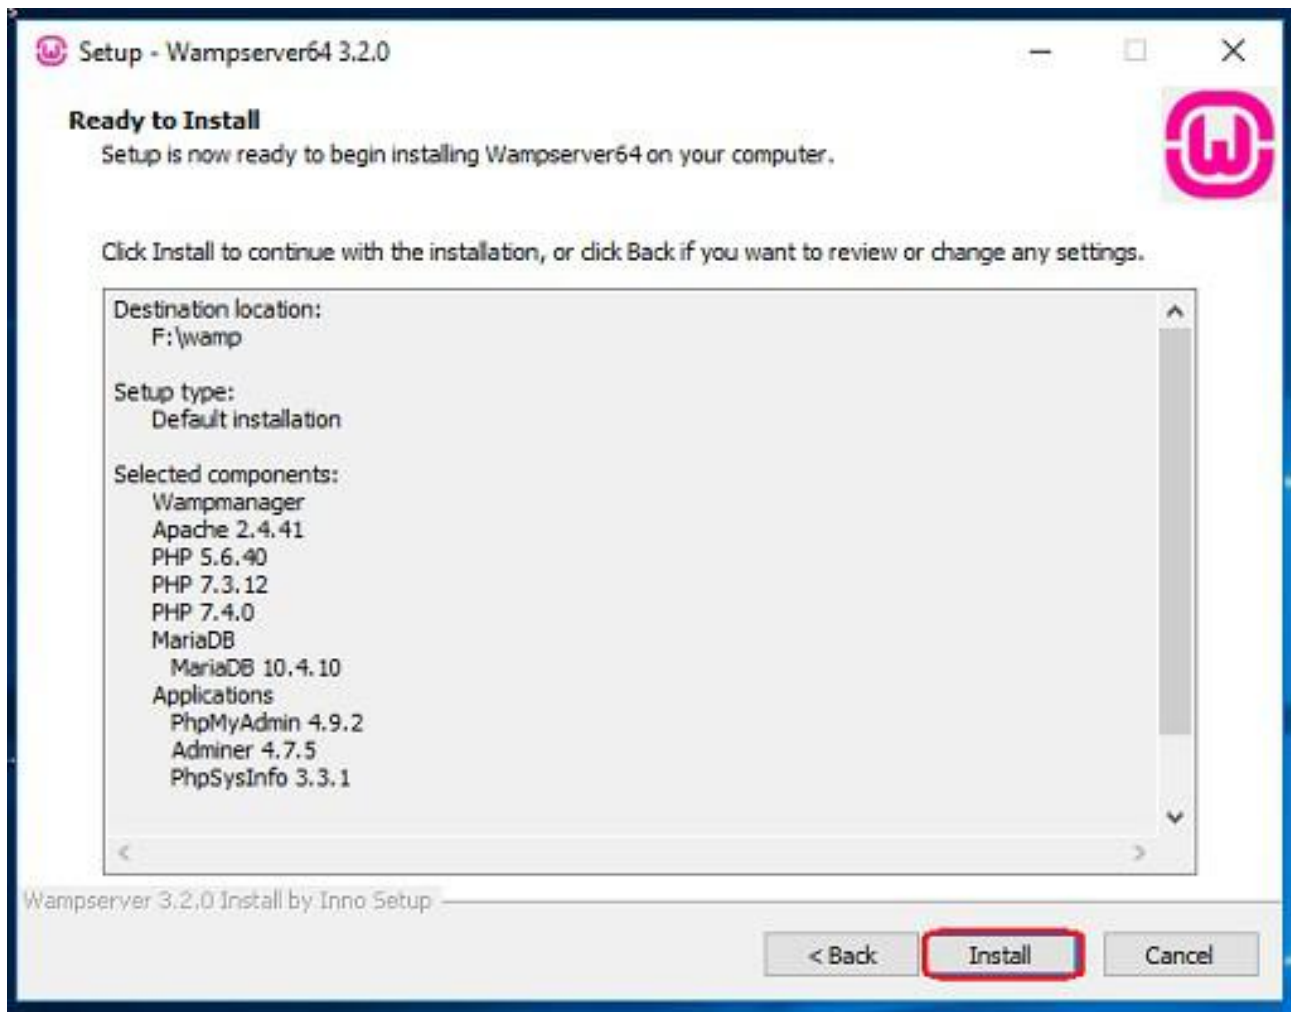 Setup - Wampserver64 3.2.0
Ready to Install
Setup is now ready to begin installing Wampserver64 on your computer.
Click Install to continue with the installation, or click Back if you want to review or change any settings.
Destination location:
F:\wamp
Setup type:
Default installation
Selected components:
Wampmanager
Apache 2.4.41
PHP 5.6.40
PHP 7.3.12
PHP 7.4.0
MariaDB
MariaDB 10.4.10
Applications
PhpMyAdmin 4.9.2
Adminer 4.7.5
PhpSysInfo 3.3.1
Wampserver 3.2.0 Install by Inno Setup
< Back
Install
Cancel